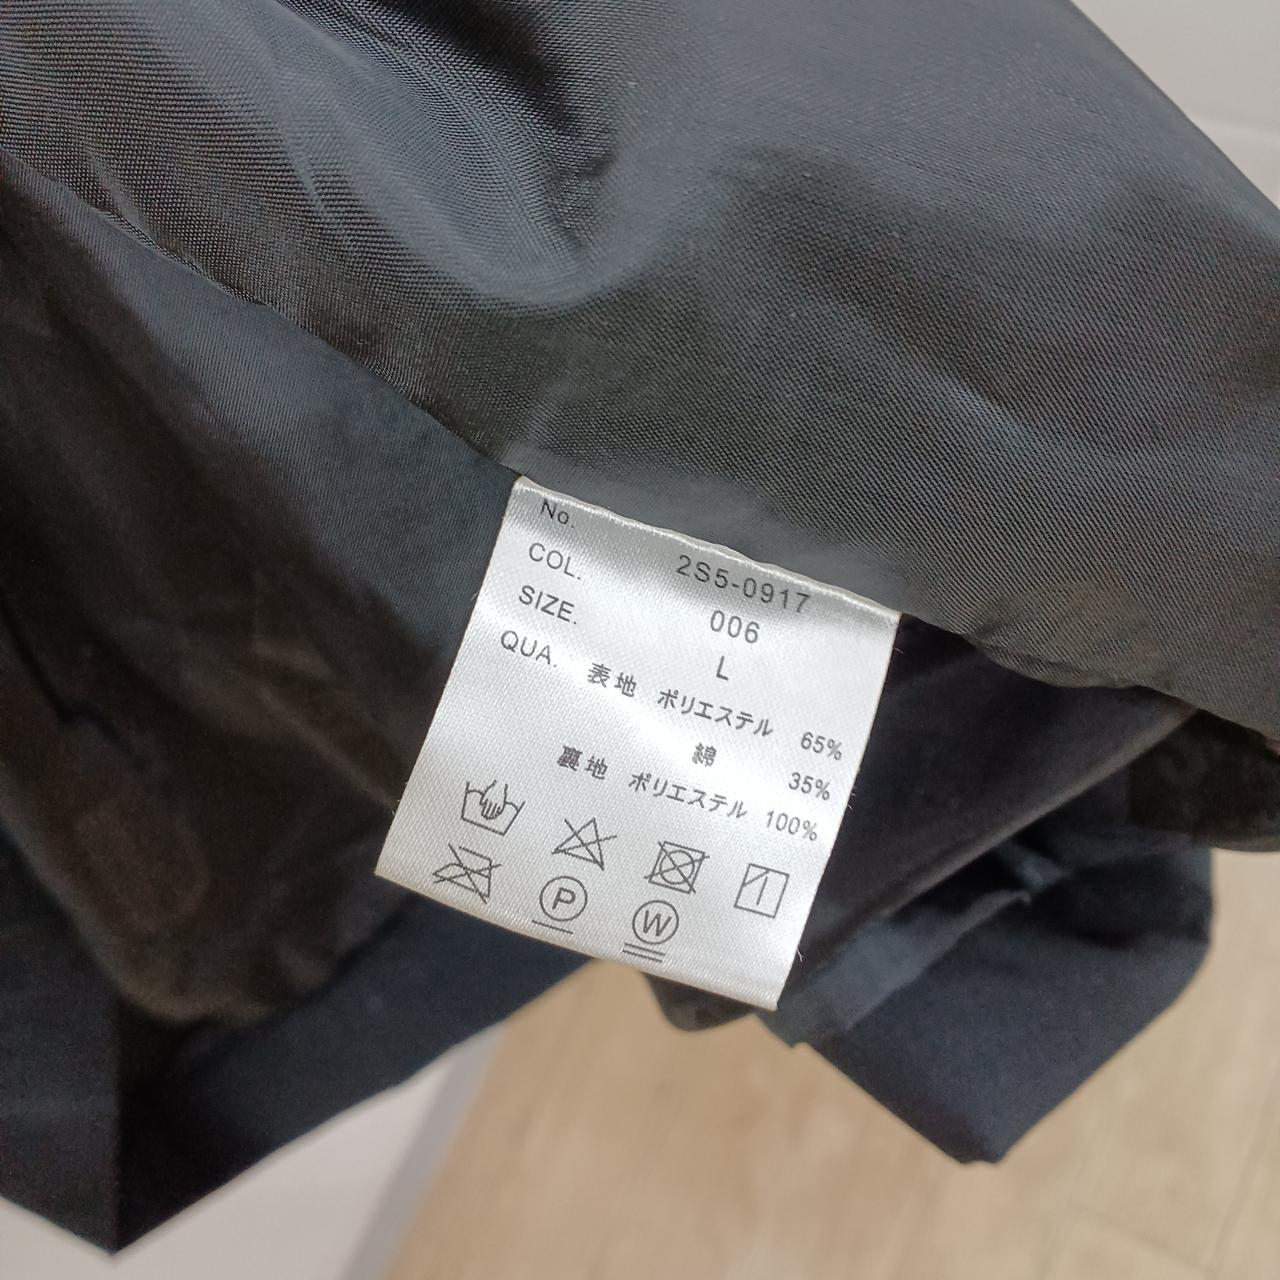 No. 2S5-0917
COL. 006
SIZE. L
QUA. 表地 ポリエステル 65%
綿 35%
裏地 ポリエステル 100%
P W